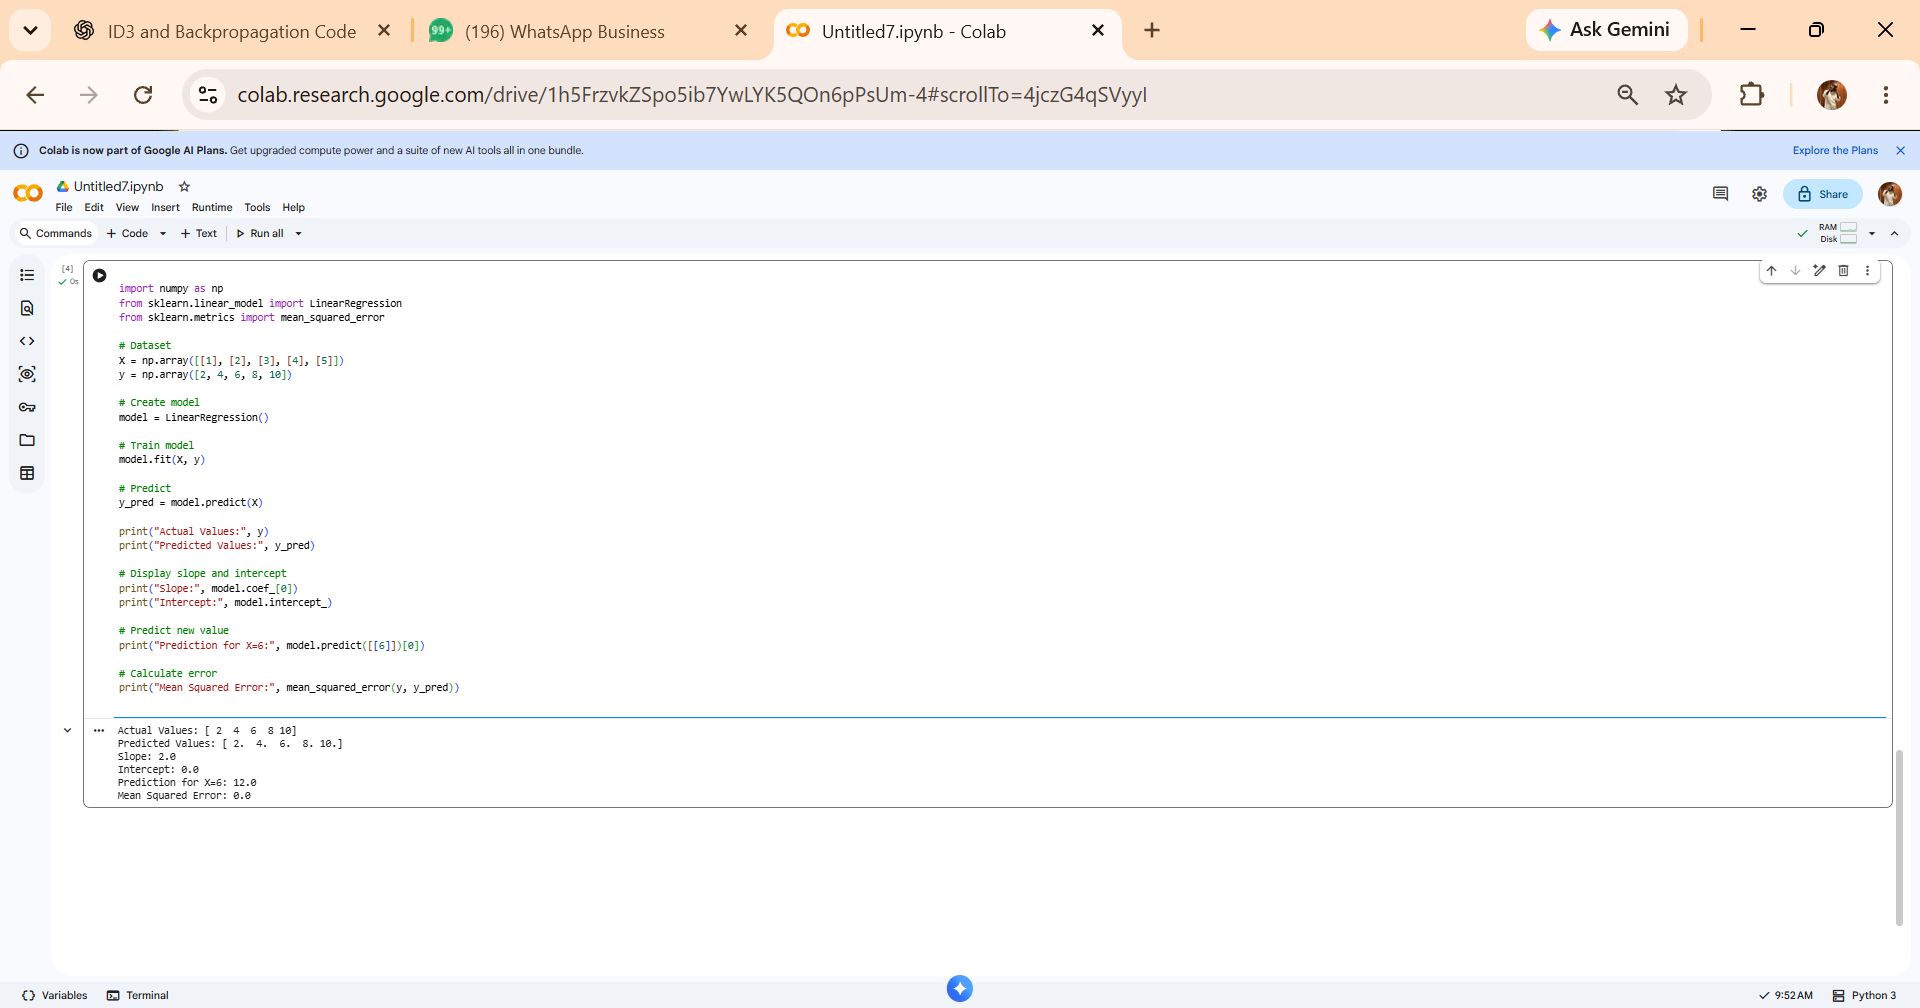 ID3 and Backpropagation Code
99+ (196) WhatsApp Business
Untitled7.ipynb - Colab
Ask Gemini
colab.research.google.com/drive/1h5FrzvkZSpo5ib7YwLYK5QOn6pPsUm-4#scrollTo=4jczG4qSVyyI
Colab is now part of Google AI Plans. Get upgraded compute power and a suite of new AI tools all in one bundle.
Explore the Plans
Untitled7.ipynb
File Edit View Insert Runtime Tools Help
Share
Commands + Code + Text Run all
RAM
Disk
[4]
0s
import numpy as np
from sklearn.linear_model import LinearRegression
from sklearn.metrics import mean_squared_error
# Dataset
X = np.array([[1], [2], [3], [4], [5]])
y = np.array([2, 4, 6, 8, 10])
# Create model
model = LinearRegression()
# Train model
model.fit(X, y)
# Predict
y_pred = model.predict(X)
print("Actual Values:", y)
print("Predicted Values:", y_pred)
# Display slope and intercept
print("Slope:", model.coef_[0])
print("Intercept:", model.intercept_)
# Predict new value
print("Prediction for X=6:", model.predict([[6]])[0])
# Calculate error
print("Mean Squared Error:", mean_squared_error(y, y_pred))
Actual Values: [ 2  4  6  8 10]
Predicted Values: [ 2.  4.  6.  8. 10.]
Slope: 2.0
Intercept: 0.0
Prediction for X=6: 12.0
Mean Squared Error: 0.0
Variables
Terminal
9:52 AM
Python 3